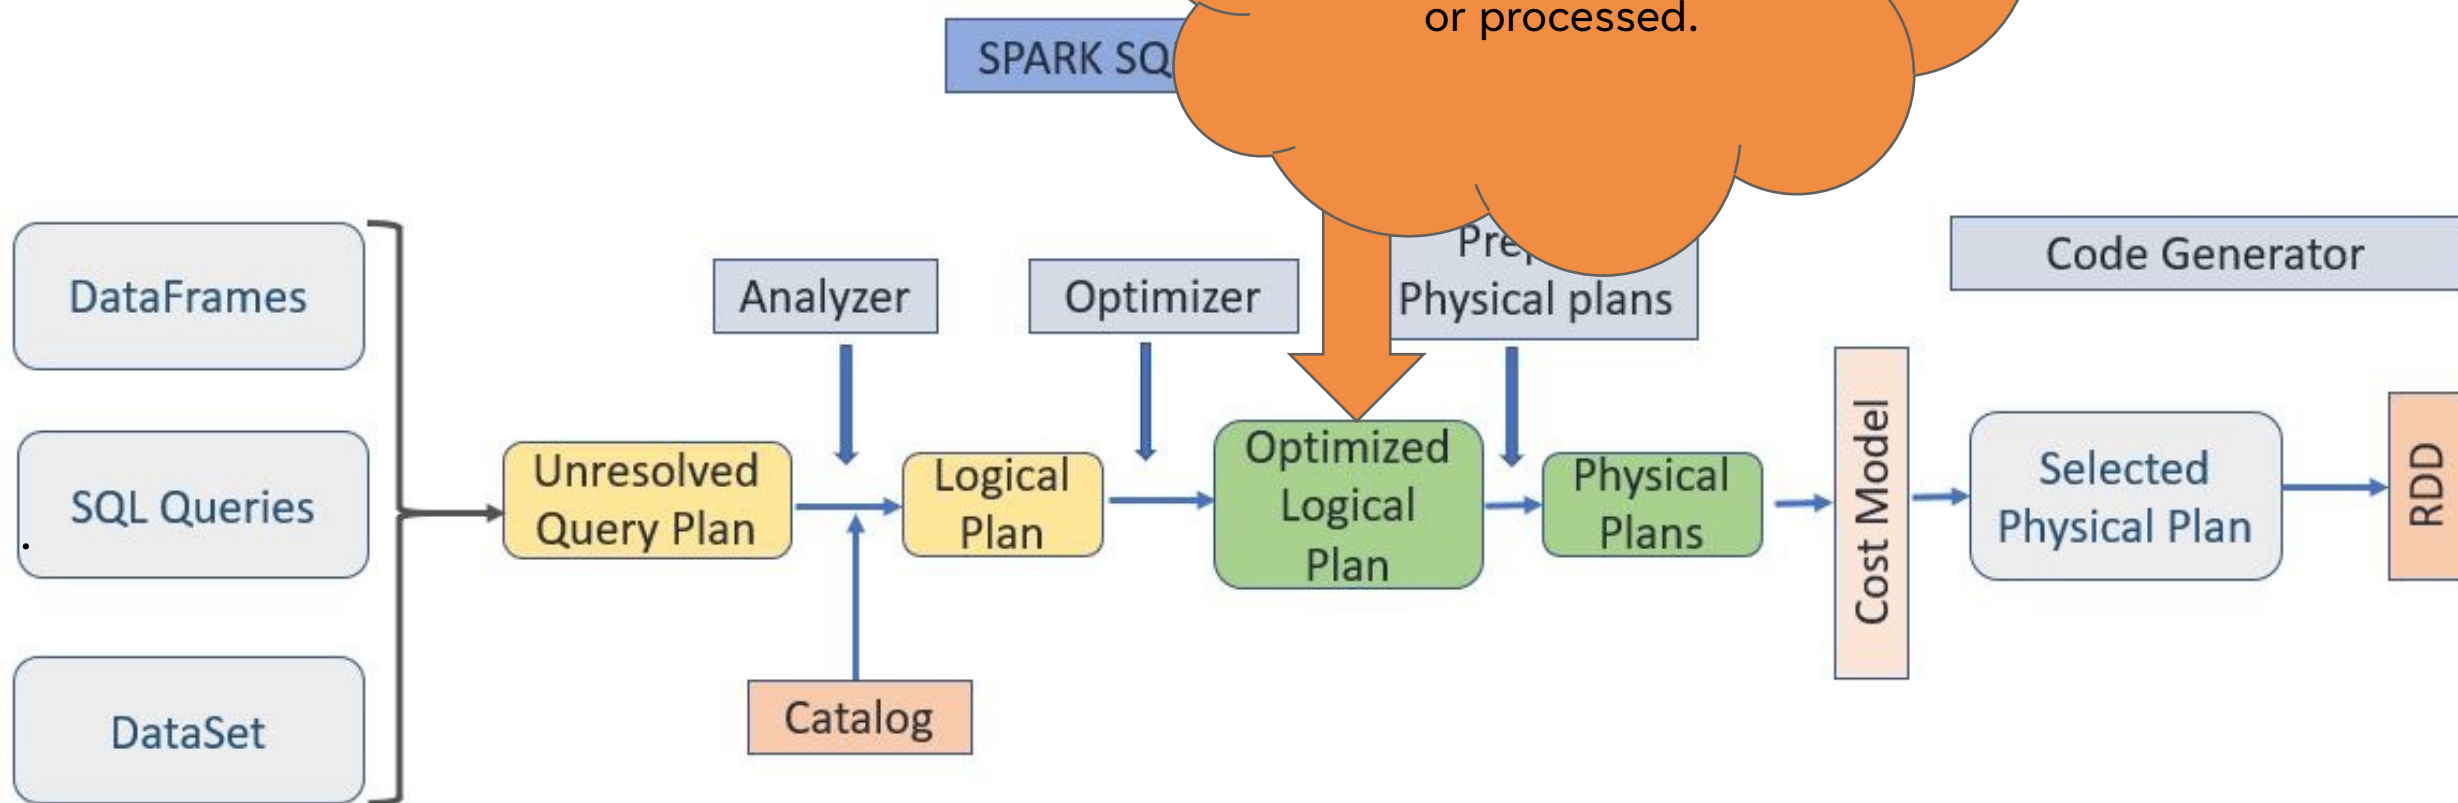 or processed.
SPARK SQ
DataFrames
SQL Queries
.
DataSet
Analyzer
Optimizer
Physical plans
Code Generator
Unresolved
Query Plan
Logical
Plan
Optimized
Logical
Plan
Physical
Plans
Cost Model
Selected
Physical Plan
RDD
Catalog